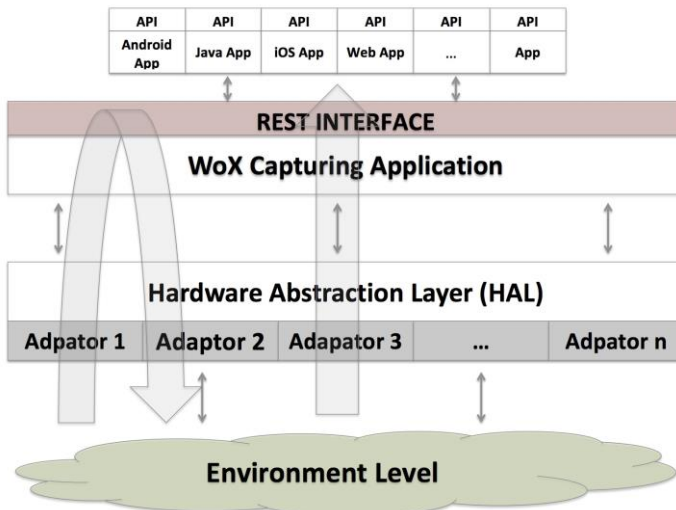 API API API API API API
Android App Java App iOS App Web App ... App
REST INTERFACE
WoX Capturing Application
Hardware Abstraction Layer (HAL)
Adpator 1 Adaptor 2 Adapator 3 ... Adpator n
Environment Level